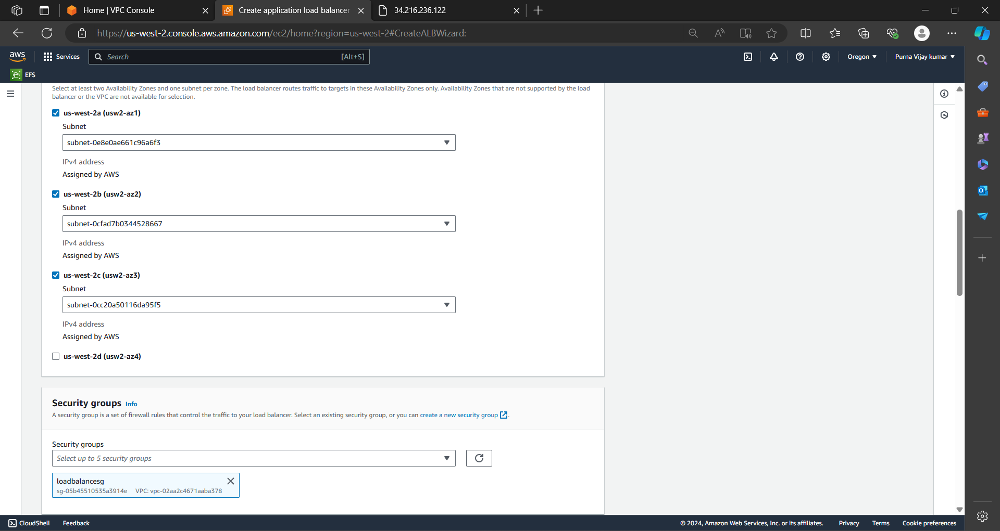 Home | VPC Console
Create application load balancer
34.216.236.122
https://us-west-2.console.aws.amazon.com/ec2/home?region=us-west-2#CreateALBWizard:
aws
Services
Search
[Alt+S]
Oregon
Purna Vijay kumar
EFS
Select at least two Availability Zones and one subnet per zone. The load balancer routes traffic to targets in these Availability Zones only. Availability Zones that are not supported by the load
balancer or the VPC are not available for selection.
us-west-2a (usw2-az1)
Subnet
subnet-0e8e0ae661c96a6f3
IPv4 address
Assigned by AWS
us-west-2b (usw2-az2)
Subnet
subnet-0cfad7b0344528667
IPv4 address
Assigned by AWS
us-west-2c (usw2-az3)
Subnet
subnet-0cc20a50116da95f5
IPv4 address
Assigned by AWS
us-west-2d (usw2-az4)
Security groups Info
A security group is a set of firewall rules that control the traffic to your load balancer. Select an existing security group, or you can create a new security group.
Security groups
Select up to 5 security groups
loadbalancesg
sg-05b45510535a3914e VPC: vpc-02aa2c4671aaba378
CloudShell
Feedback
© 2024, Amazon Web Services, Inc. or its affiliates.
Privacy
Terms
Cookie preferences